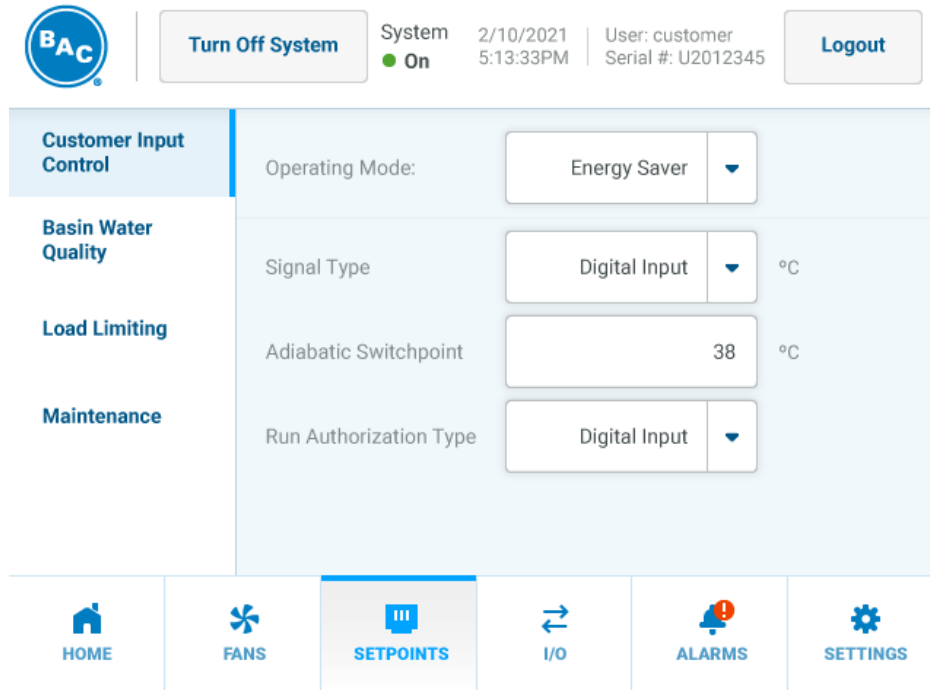 BAC
®
Turn Off System
System
On
2/10/2021
5:13:33PM
User: customer
Serial #: U2012345
Logout
Customer Input
Control
Basin Water
Quality
Load Limiting
Maintenance
Operating Mode:
Energy Saver
Signal Type
Digital Input
ºC
Adiabatic Switchpoint
38
ºC
Run Authorization Type
Digital Input
HOME
FANS
SETPOINTS
I/O
ALARMS
SETTINGS